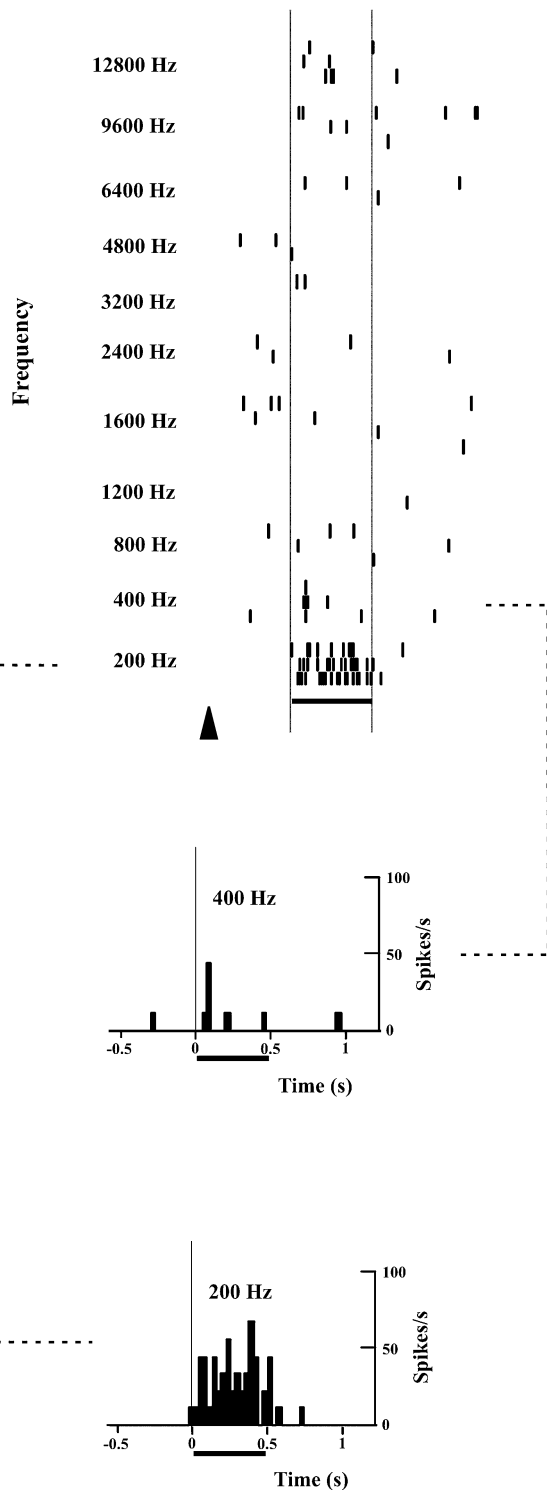 12800 Hz
9600 Hz
6400 Hz
4800 Hz
3200 Hz
Frequency
2400 Hz
1600 Hz
1200 Hz
800 Hz
400 Hz
200 Hz
100
400 Hz
50
Spikes/s
0
-0.5 0 0.5 1
Time (s)
100
200 Hz
50
Spikes/s
0
-0.5 0 0.5 1
Time (s)